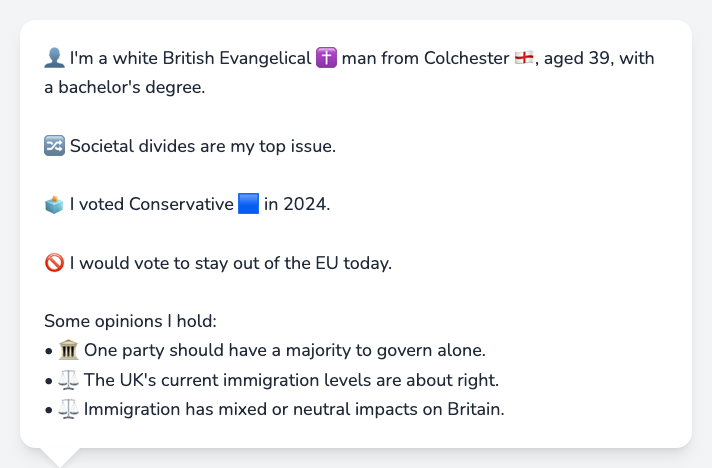 👤 I'm a white British Evangelical ✝️ man from Colchester 🏴󠁧󠁢󠁥󠁮󠁧󠁿, aged 39, with
a bachelor's degree.
🔀 Societal divides are my top issue.
🗳️ I voted Conservative 🟦 in 2024.
🚫 I would vote to stay out of the EU today.
Some opinions I hold:
• 🏛️ One party should have a majority to govern alone.
• ⚖️ The UK's current immigration levels are about right.
• ⚖️ Immigration has mixed or neutral impacts on Britain.